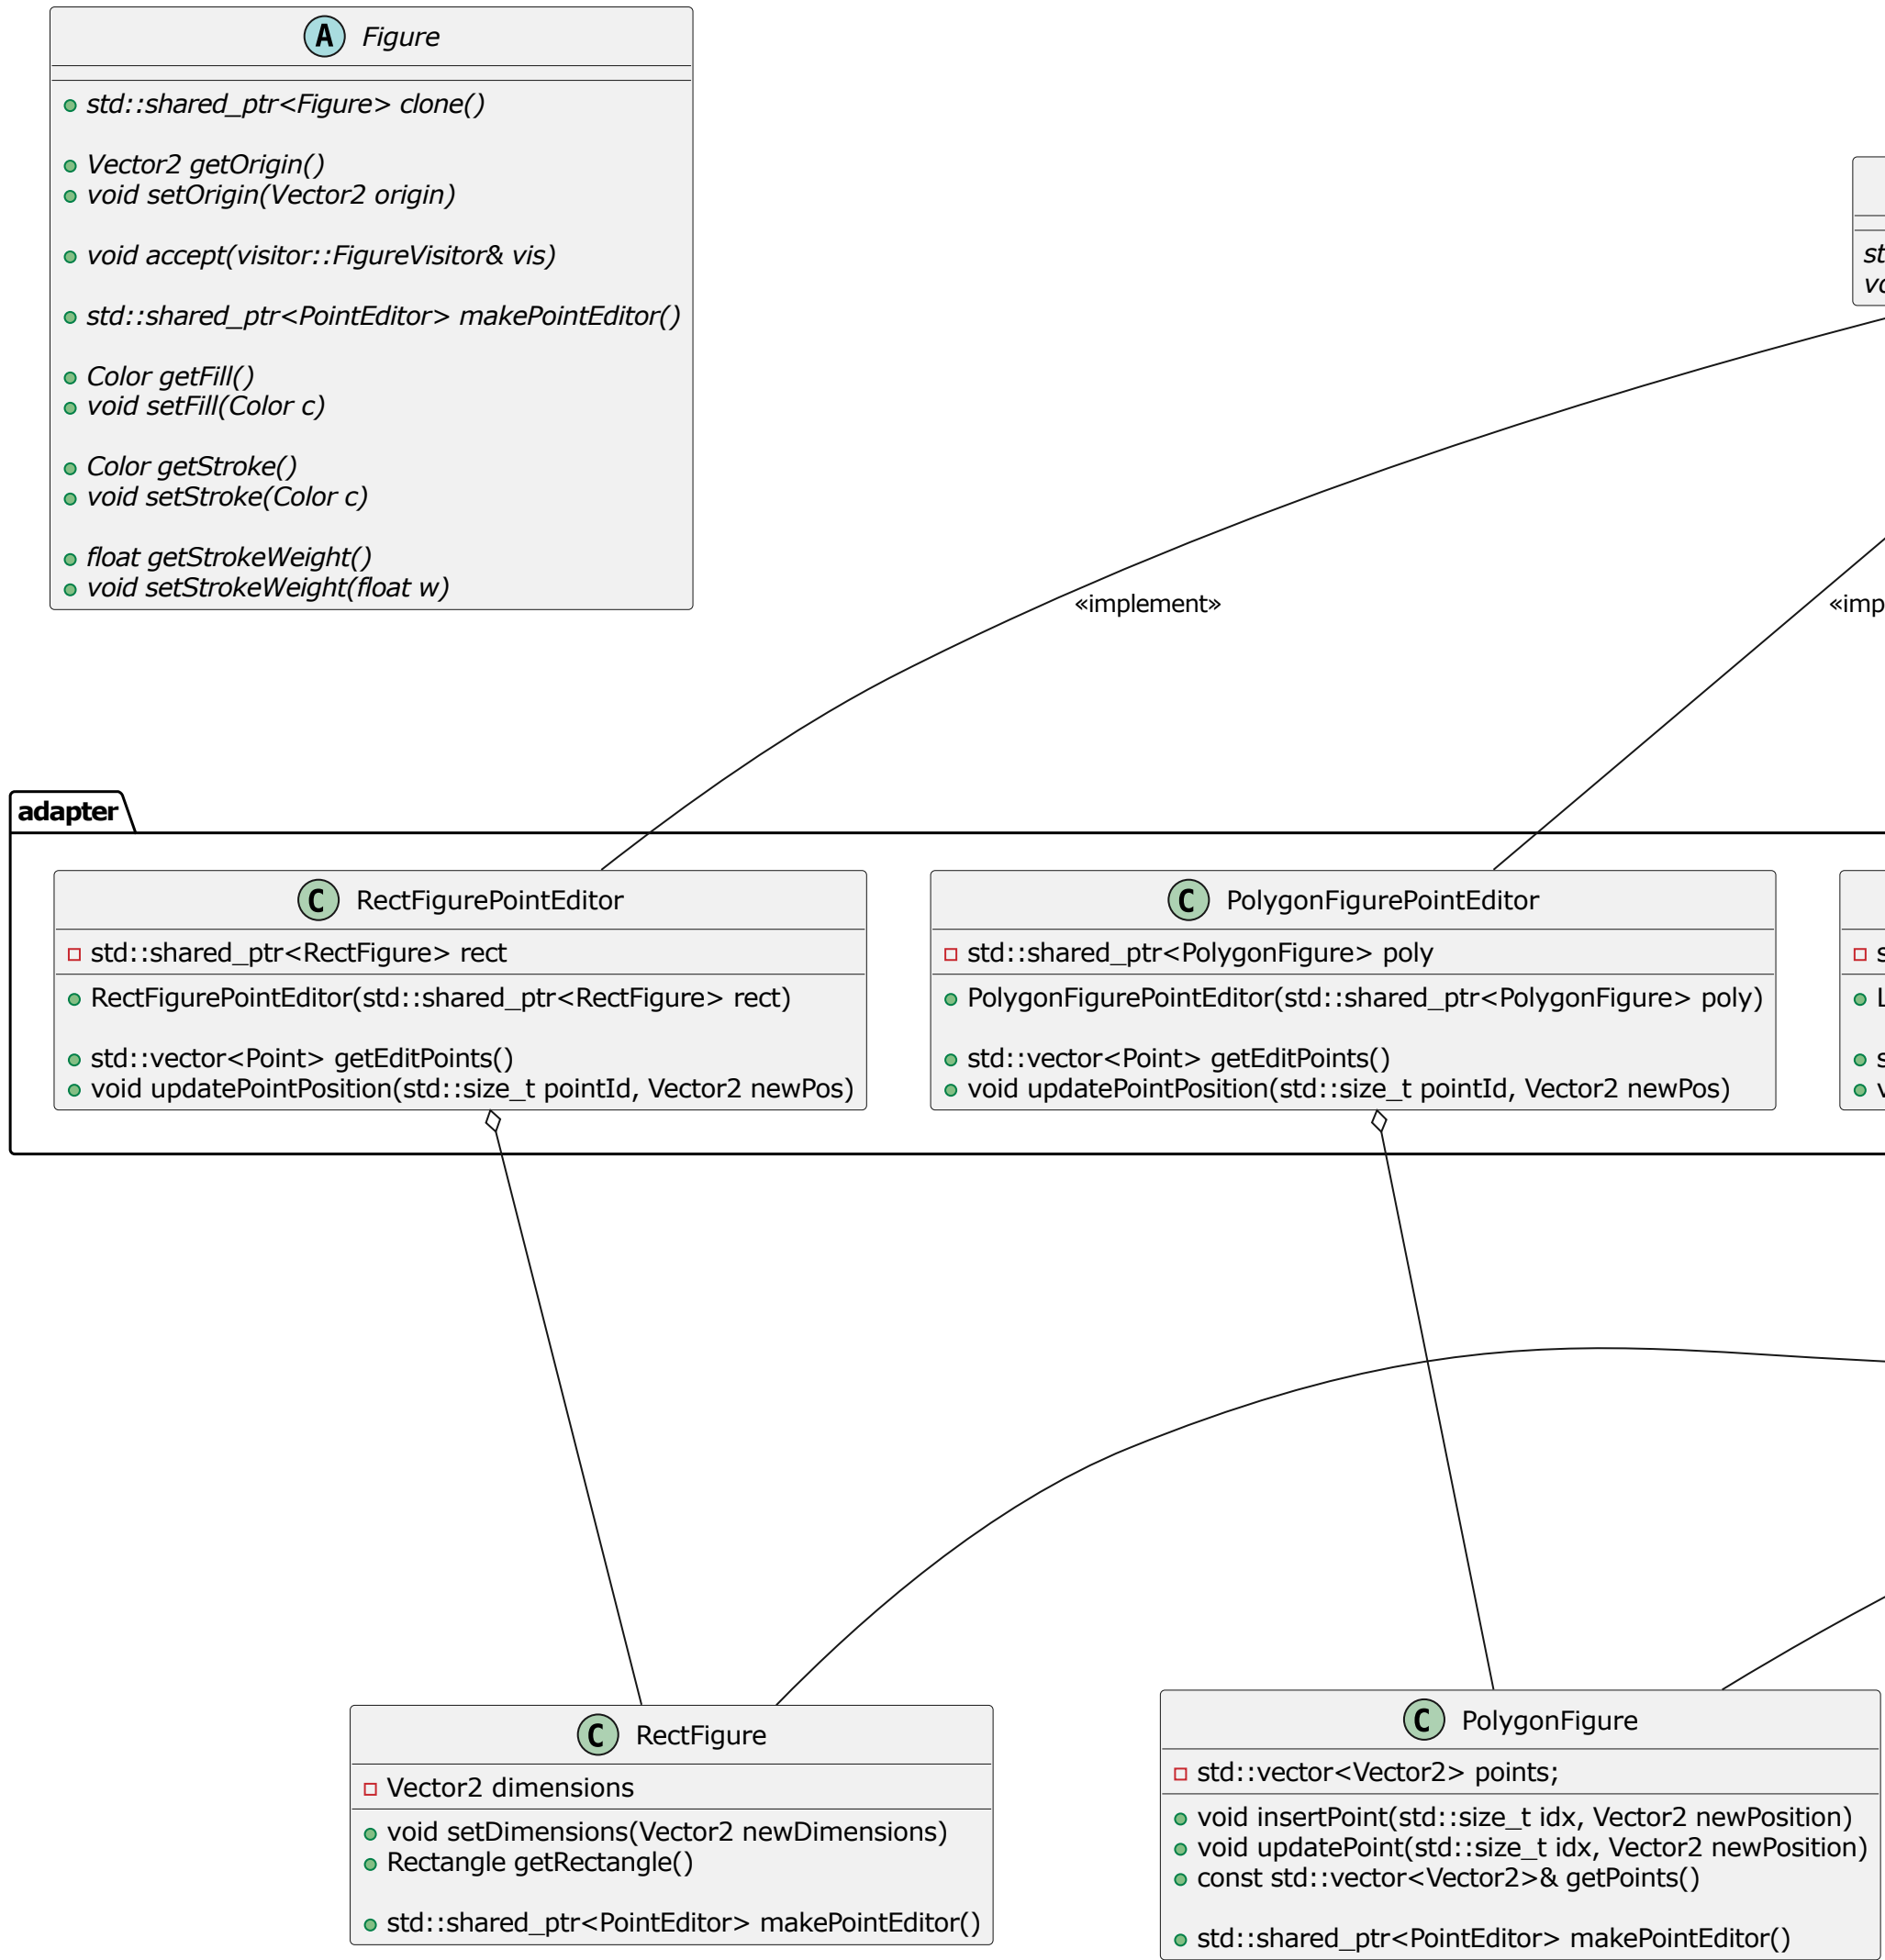 A Figure
std::shared_ptr<Figure> clone()
Vector2 getOrigin()
void setOrigin(Vector2 origin)
void accept(visitor::FigureVisitor& vis)
std::shared_ptr<PointEditor> makePointEditor()
Color getFill()
void setFill(Color c)
Color getStroke()
void setStroke(Color c)
float getStrokeWeight()
void setStrokeWeight(float w)
«implement»
adapter
C RectFigurePointEditor
std::shared_ptr<RectFigure> rect
RectFigurePointEditor(std::shared_ptr<RectFigure> rect)
std::vector<Point> getEditPoints()
void updatePointPosition(std::size_t pointId, Vector2 newPos)
C PolygonFigurePointEditor
std::shared_ptr<PolygonFigure> poly
PolygonFigurePointEditor(std::shared_ptr<PolygonFigure> poly)
std::vector<Point> getEditPoints()
void updatePointPosition(std::size_t pointId, Vector2 newPos)
C RectFigure
Vector2 dimensions
void setDimensions(Vector2 newDimensions)
Rectangle getRectangle()
std::shared_ptr<PointEditor> makePointEditor()
C PolygonFigure
std::vector<Vector2> points;
void insertPoint(std::size_t idx, Vector2 newPosition)
void updatePoint(std::size_t idx, Vector2 newPosition)
const std::vector<Vector2>& getPoints()
std::shared_ptr<PointEditor> makePointEditor()